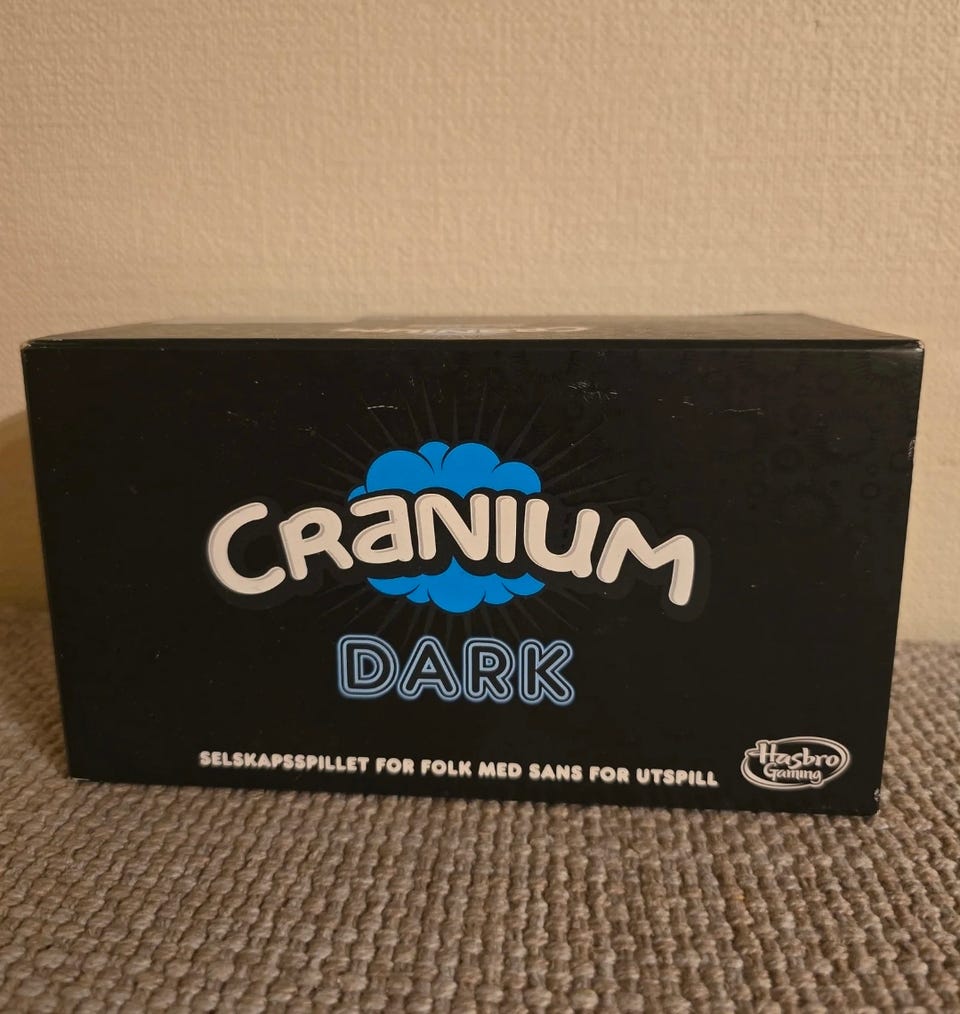 CRANIUM
DARK
SELSKAPSSPILLET FOR FOLK MED SANS FOR UTSPILL
Hasbro
Gaming